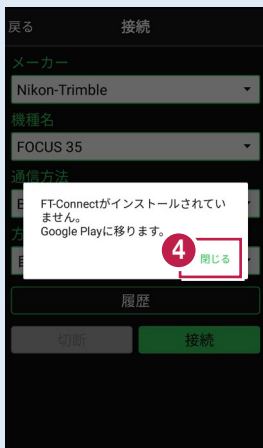 戻る 接続
メーカー
Nikon-Trimble
機種名
FOCUS 35
通信方法
FT-Connectがインストールされてい
ません。
Google Playに移ります。
4
閉じる
履歴
切断 接続